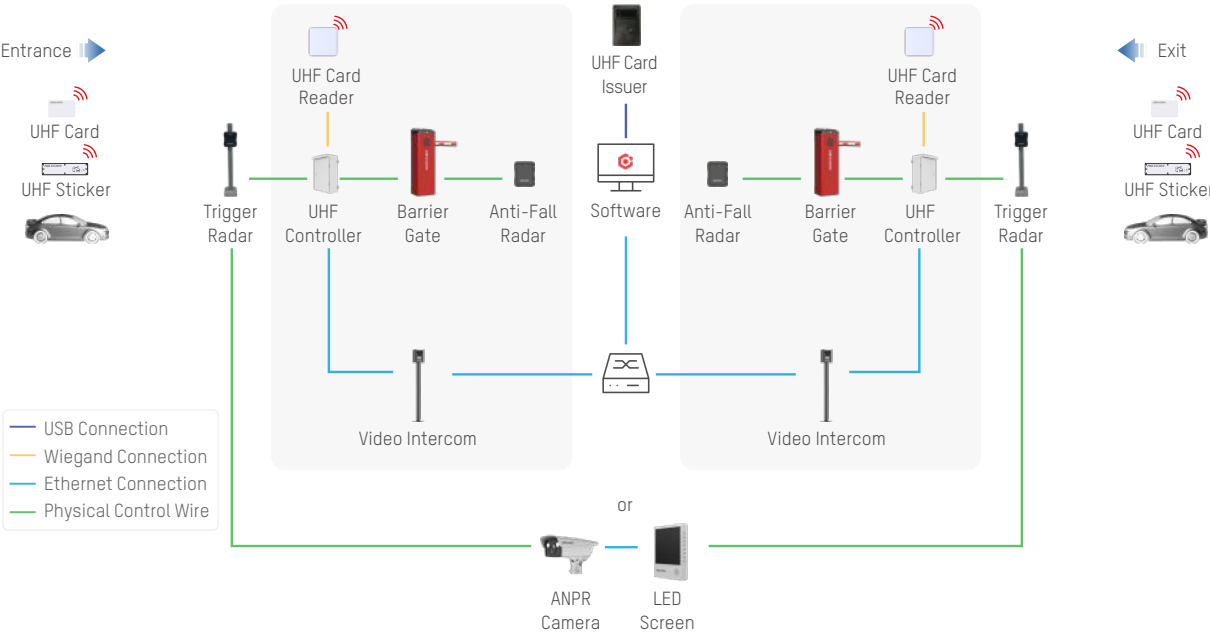 Entrance
Exit
UHF Card
Reader
UHF Card
Issuer
UHF Card
Reader
UHF Card
UHF Sticker
UHF Card
UHF Sticker
Trigger
Radar
UHF
Controller
Barrier
Gate
Anti-Fall
Radar
Software
Anti-Fall
Radar
Barrier
Gate
UHF
Controller
Trigger
Radar
Video Intercom
Video Intercom
USB Connection
Wiegand Connection
Ethernet Connection
Physical Control Wire
or
ANPR
Camera
LED
Screen